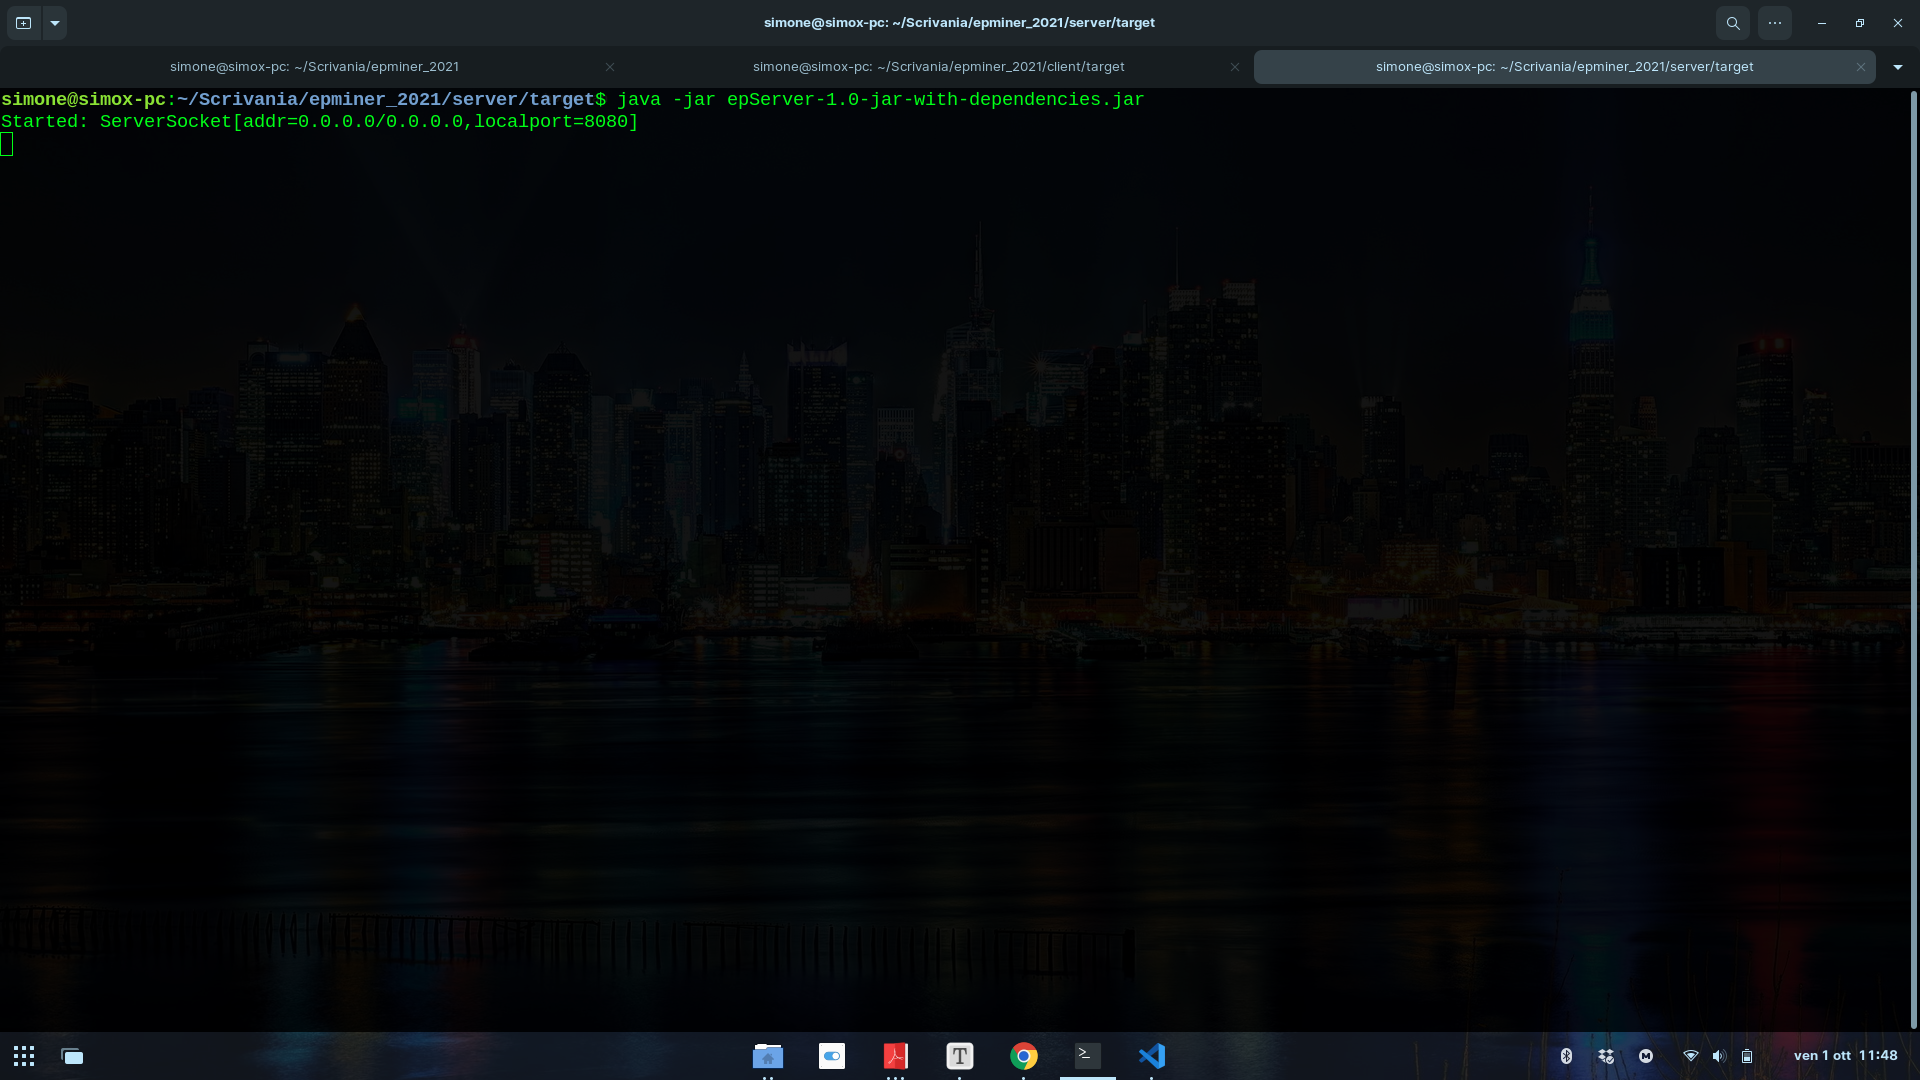 simone@simox-pc: ~/Scrivania/epminer_2021/server/target
simone@simox-pc: ~/Scrivania/epminer_2021
simone@simox-pc: ~/Scrivania/epminer_2021/client/target
simone@simox-pc: ~/Scrivania/epminer_2021/server/target
simone@simox-pc:~/Scrivania/epminer_2021/server/target$ java -jar epServer-1.0-jar-with-dependencies.jar
Started: ServerSocket[addr=0.0.0.0/0.0.0.0,localport=8080]
ven 1 ott 11:48